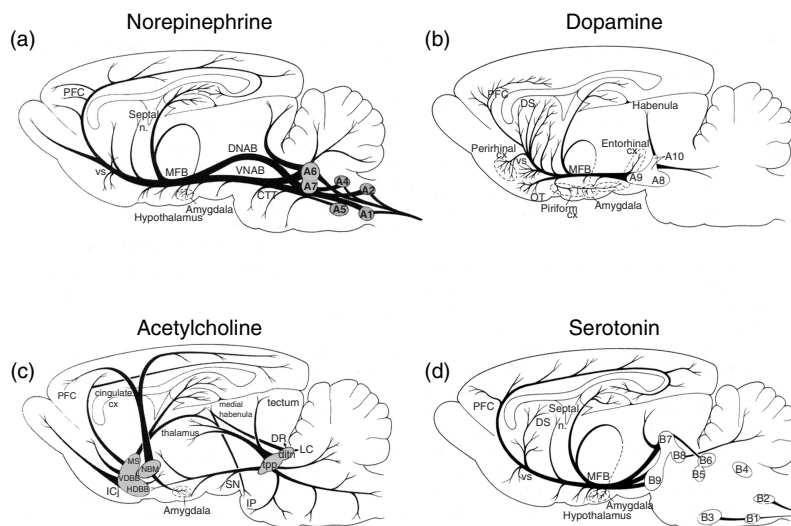 Norepinephrine
(a)
PFC
Septal
n.
DNAB
vs
MFB
VNAB
A6
A7
A4
A2
CTT
A5
A1
Hypothalamus
Amygdala
Dopamine
(b)
PFC
DS
Habenula
Perirhinal
cx
vs
Entorhinal
cx
A10
MFB
A9
A8
OT
Piriform
cx
Amygdala
Acetylcholine
(c)
PFC
cingulate
cx
medial
habenula
tectum
thalamus
DR
LC
MS
NBM
VDBB
HDBB
ditn
tpp
ICj
SN
IP
Amygdala
Serotonin
(d)
PFC
DS
Septal
n.
B7
B8
B6
B5
B4
vs
MFB
B9
B2
Hypothalamus
Amygdala
B3
B1